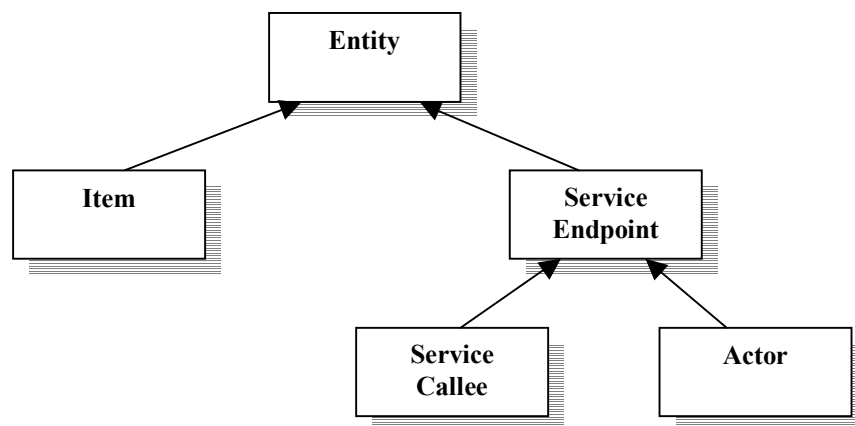 Entity
Item
Service
Endpoint
Service
Callee
Actor